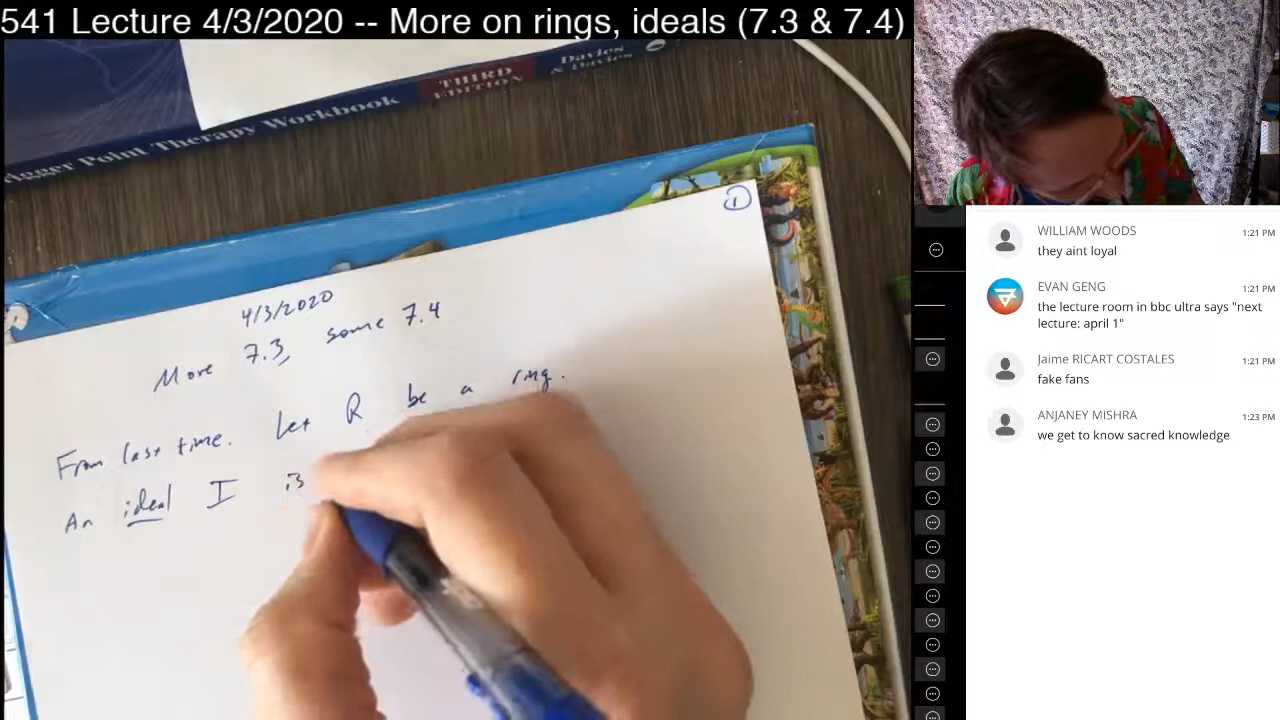 541 Lecture 4/3/2020 -- More on rings, ideals (7.3 & 7.4)
rigger Point Therapy Workbook
THIRD EDITION
Davies & Davies
1
4/3/2020
More 7.3, some 7.4
From last time. Let R be a ring.
An ideal I is
WILLIAM WOODS 1:21 PM
they aint loyal
EVAN GENG 1:21 PM
the lecture room in bbc ultra says "next
lecture: april 1"
Jaime RICART COSTALES 1:21 PM
fake fans
ANJANEY MISHRA 1:23 PM
we get to know sacred knowledge